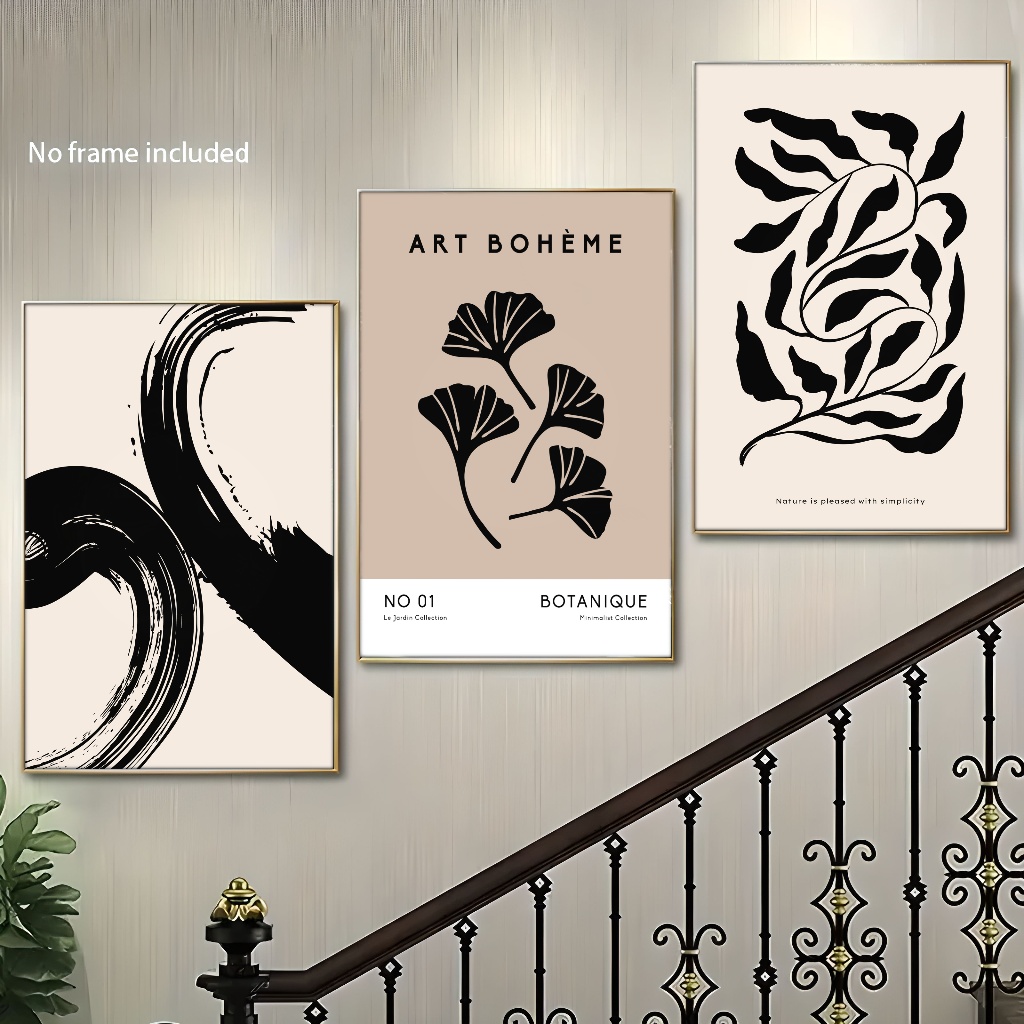 No frame included
ART BOHÈME
NO 01
BOTANIQUE
Le Jardin Collection
Minimalist Collection
Nature is pleased with simplicity